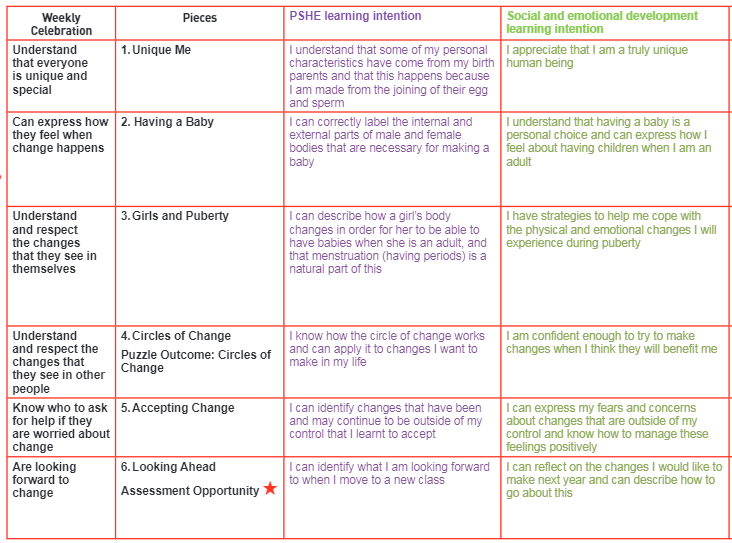 Weekly
Celebration
Pieces
PSHE learning intention
Social and emotional development
learning intention
Understand
that everyone
is unique and
special
1. Unique Me
I understand that some of my personal
characteristics have come from my birth
parents and that this happens because
I am made from the joining of their egg
and sperm
I appreciate that I am a truly unique
human being
Can express how
they feel when
change happens
2. Having a Baby
I can correctly label the internal and
external parts of male and female
bodies that are necessary for making a
baby
I understand that having a baby is a
personal choice and can express how I
feel about having children when I am an
adult
Understand
and respect
the changes
that they see in
themselves
3. Girls and Puberty
I can describe how a girl's body
changes in order for her to be able to
have babies when she is an adult, and
that menstruation (having periods) is a
natural part of this
I have strategies to help me cope with
the physical and emotional changes I will
experience during puberty
Understand
and respect the
changes that
they see in other
people
4. Circles of Change
Puzzle Outcome: Circles of
Change
I know how the circle of change works
and can apply it to changes I want to
make in my life
I am confident enough to try to make
changes when I think they will benefit me
Know who to ask
for help if they
are worried about
change
5. Accepting Change
I can identify changes that have been
and may continue to be outside of my
control that I learnt to accept
I can express my fears and concerns
about changes that are outside of my
control and know how to manage these
feelings positively
Are looking
forward to
change
6. Looking Ahead
Assessment Opportunity ★
I can identify what I am looking forward
to when I move to a new class
I can reflect on the changes I would like to
make next year and can describe how to
go about this